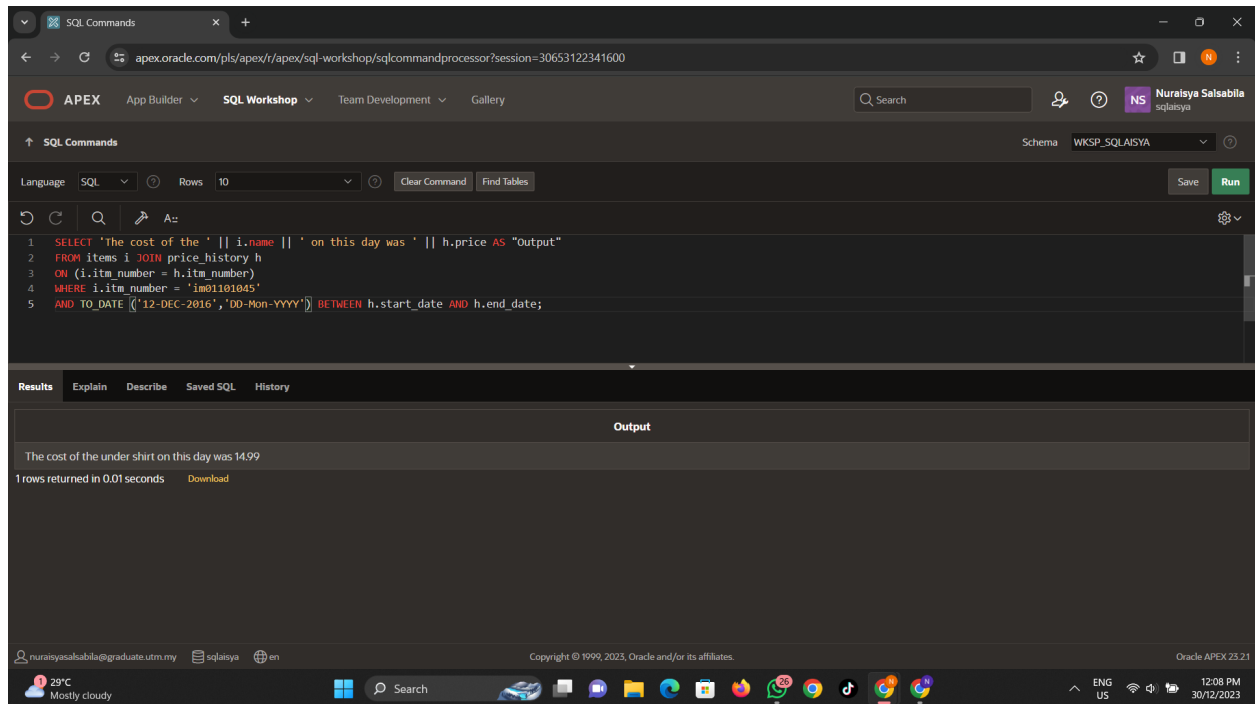 SQL Commands
apex.oracle.com/pls/apex/r/apex/sql-workshop/sqlcommandprocessor?session=30653122341600
N
APEX App Builder SQL Workshop Team Development Gallery Search NS Nuraisya Salsabila
sqlaisya
SQL Commands Schema WKSP_SQLAISYA
Language SQL Rows 10 Clear Command Find Tables Save Run
A::
1 SELECT 'The cost of the ' || i.name || ' on this day was ' || h.price AS "Output"
2 FROM items i JOIN price_history h
3 ON (i.itm_number = h.itm_number)
4 WHERE i.itm_number = 'im01101045'
5 AND TO_DATE ('12-DEC-2016','DD-Mon-YYYY') BETWEEN h.start_date AND h.end_date;
Results Explain Describe Saved SQL History
Output
The cost of the under shirt on this day was 14.99
1 rows returned in 0.01 seconds Download
nuraisyasalsabila@graduate.utm.my sqlaisya en Copyright © 1999, 2023, Oracle and/or its affiliates. Oracle APEX 23.2.1
1 29°C
Mostly cloudy
Search
26
N
N
ENG
US
12:08 PM
30/12/2023